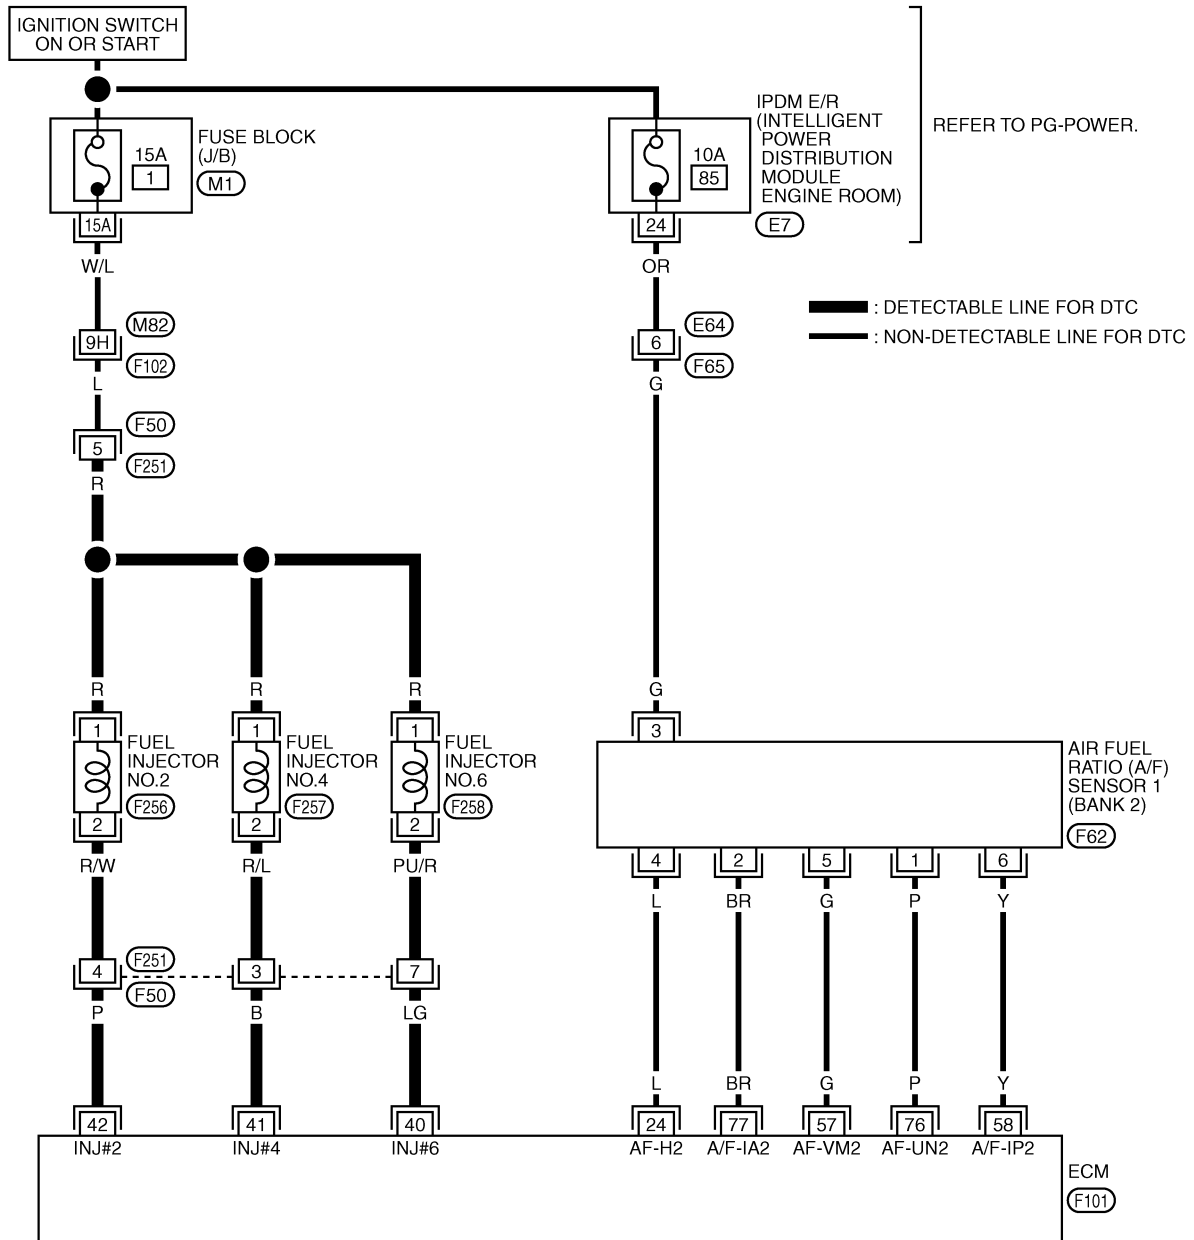 IGNITION SWITCH
ON OR START
FUSE BLOCK
(J/B)
M1
15A
1
15A
W/L
M82
9H
F102
L
F50
5
F251
R
IPDM E/R
(INTELLIGENT
POWER
DISTRIBUTION
MODULE
ENGINE ROOM)
E7
10A
85
24
OR
E64
6
F65
G
REFER TO PG-POWER.
: DETECTABLE LINE FOR DTC
: NON-DETECTABLE LINE FOR DTC
R
R
R
G
1
FUEL
INJECTOR
NO.2
F256
2
1
FUEL
INJECTOR
NO.4
F257
2
1
FUEL
INJECTOR
NO.6
F258
2
3
AIR FUEL
RATIO (A/F)
SENSOR 1
(BANK 2)
F62
4
2
5
1
6
R/W
R/L
PU/R
L
BR
G
P
Y
F251
4
3
7
F50
P
B
LG
L
BR
G
P
Y
42
41
40
24
77
57
76
58
INJ#2
INJ#4
INJ#6
AF-H2
A/F-IA2
AF-VM2
AF-UN2
A/F-IP2
ECM
F101